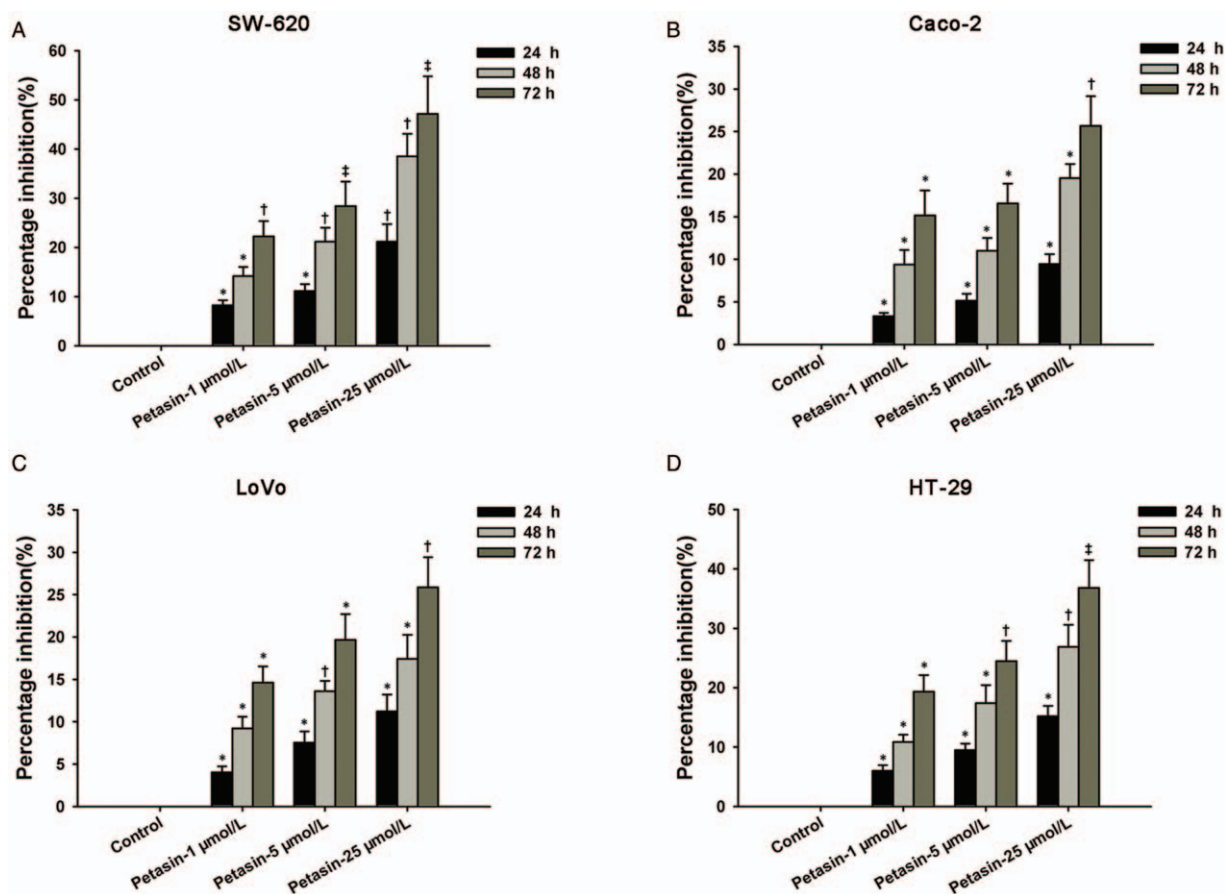 A
SW-620
Percentage inhibition(%)
60
50
40
30
20
10
0
24 h
48 h
72 h
*
*
†
*
†
‡
†
†
‡
Control
Petasin-1 µmol/L
Petasin-5 µmol/L
Petasin-25 µmol/L
B
Caco-2
Percentage inhibition(%)
35
30
25
20
15
10
5
0
24 h
48 h
72 h
*
*
*
*
*
*
*
*
†
Control
Petasin-1 µmol/L
Petasin-5 µmol/L
Petasin-25 µmol/L
C
LoVo
Percentage inhibition(%)
35
30
25
20
15
10
5
0
24 h
48 h
72 h
*
*
*
*
†
*
*
*
†
Control
Petasin-1 µmol/L
Petasin-5 µmol/L
Petasin-25 µmol/L
D
HT-29
Percentage inhibition(%)
50
40
30
20
10
0
24 h
48 h
72 h
*
*
*
*
*
†
*
†
‡
Control
Petasin-1 µmol/L
Petasin-5 µmol/L
Petasin-25 µmol/L